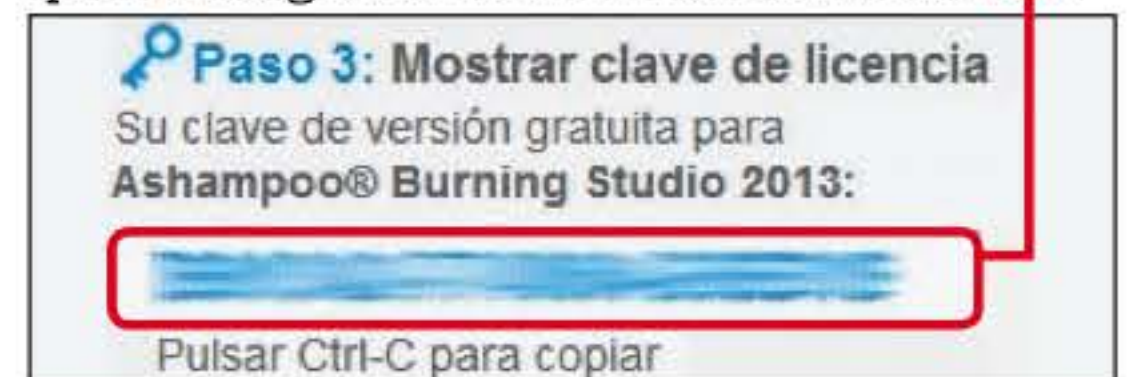 Paso 3: Mostrar clave de licencia
Su clave de versión gratuita para
Ashampoo® Burning Studio 2013:
Pulsar Ctrl-C para copiar